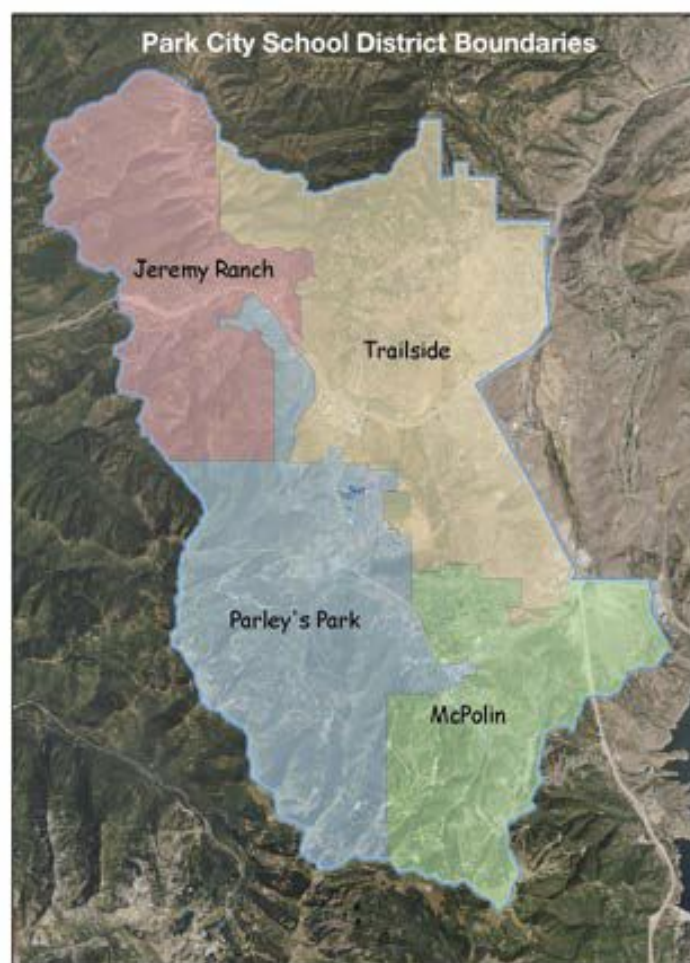 Park City School District Boundaries
Jeremy Ranch
Trailside
Parley's Park
McPolin